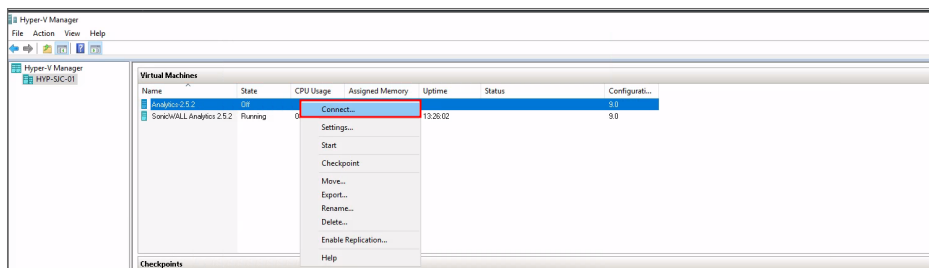 Hyper-V Manager
File Action View Help
Hyper-V Manager
HYP-SJC-01
Virtual Machines
Name State CPU Usage Assigned Memory Uptime Status Configurati...
Analytics-2.5.2 Off 9.0
SonicWALL Analytics 2.5.2 Running 0 13:26:02 9.0
Connect...
Settings...
Start
Checkpoint
Move...
Export...
Rename...
Delete...
Enable Replication...
Help
Checkpoints